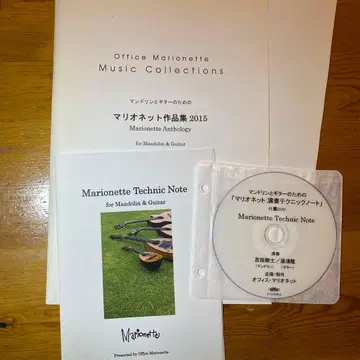 Office Marionette
Music Collections
マンドリンとギターのための
マリオネット作品集 2015
Marionette Anthology
for Mandolin & Guitar
Marionette Technic Note
for Mandolin & Guitar
Marionette
Presented by Office Marionette
マンドリンとギターのための
「マリオネット 演奏テクニックノート」
付属DVD
Marionette Technic Note
演奏
吉田剛士/湯淺隆
(マンドリン) (ギター)
企画・制作
オフィス・マリオネット